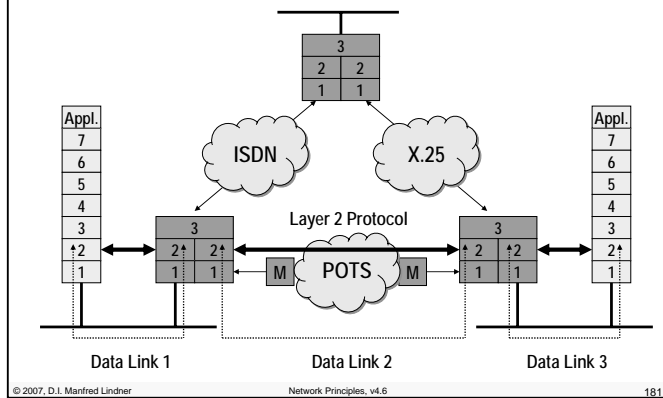 3
2 2
1 1
Appl.
7
6
5
4
3
2
1
ISDN
X.25
Appl.
7
6
5
4
3
2
1
3
2 2
1 1
Layer 2 Protocol
M
POTS
M
3
2 2
1 1
Data Link 1
Data Link 2
Data Link 3
© 2007, D.I. Manfred Lindner
Network Principles, v4.6
181